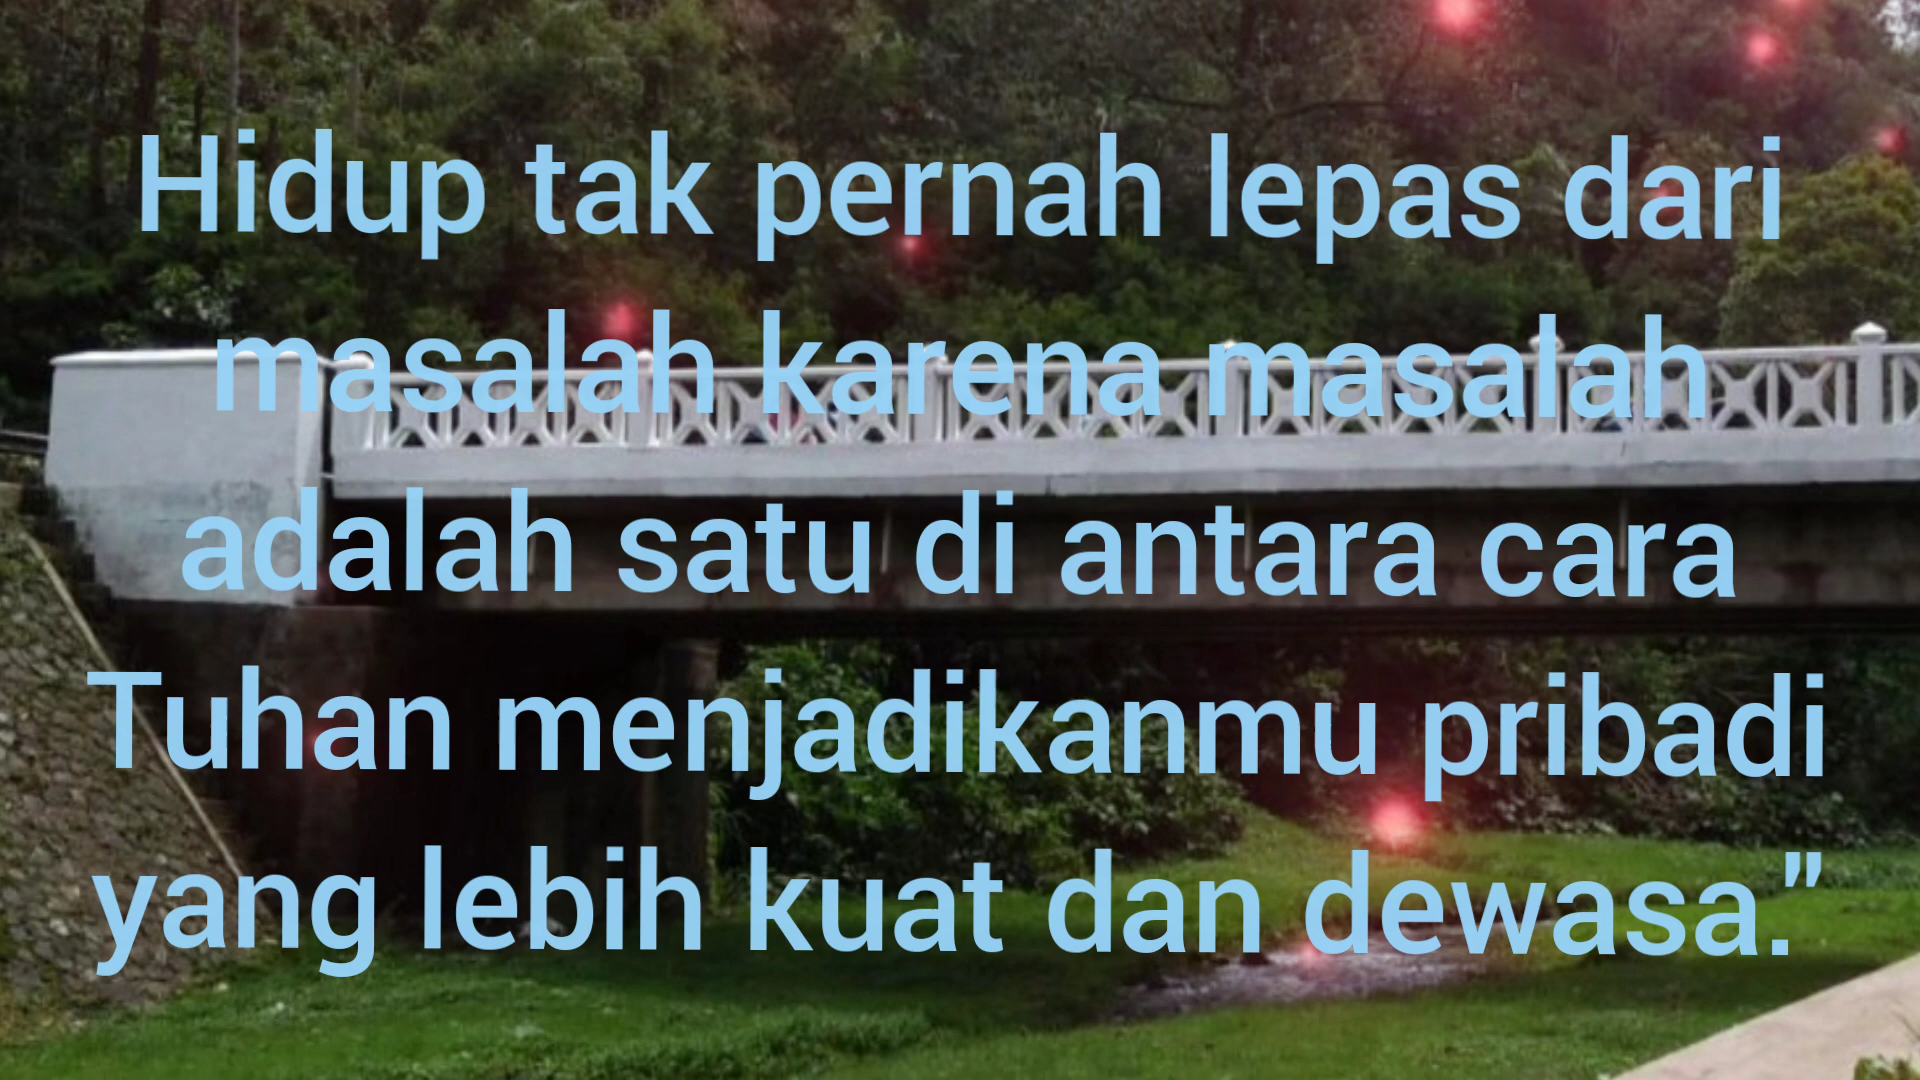 Hidup tak pernah lepas dari
masalah karena masalah
adalah satu di antara cara
Tuhan menjadikanmu pribadi
yang lebih kuat dan dewasa."